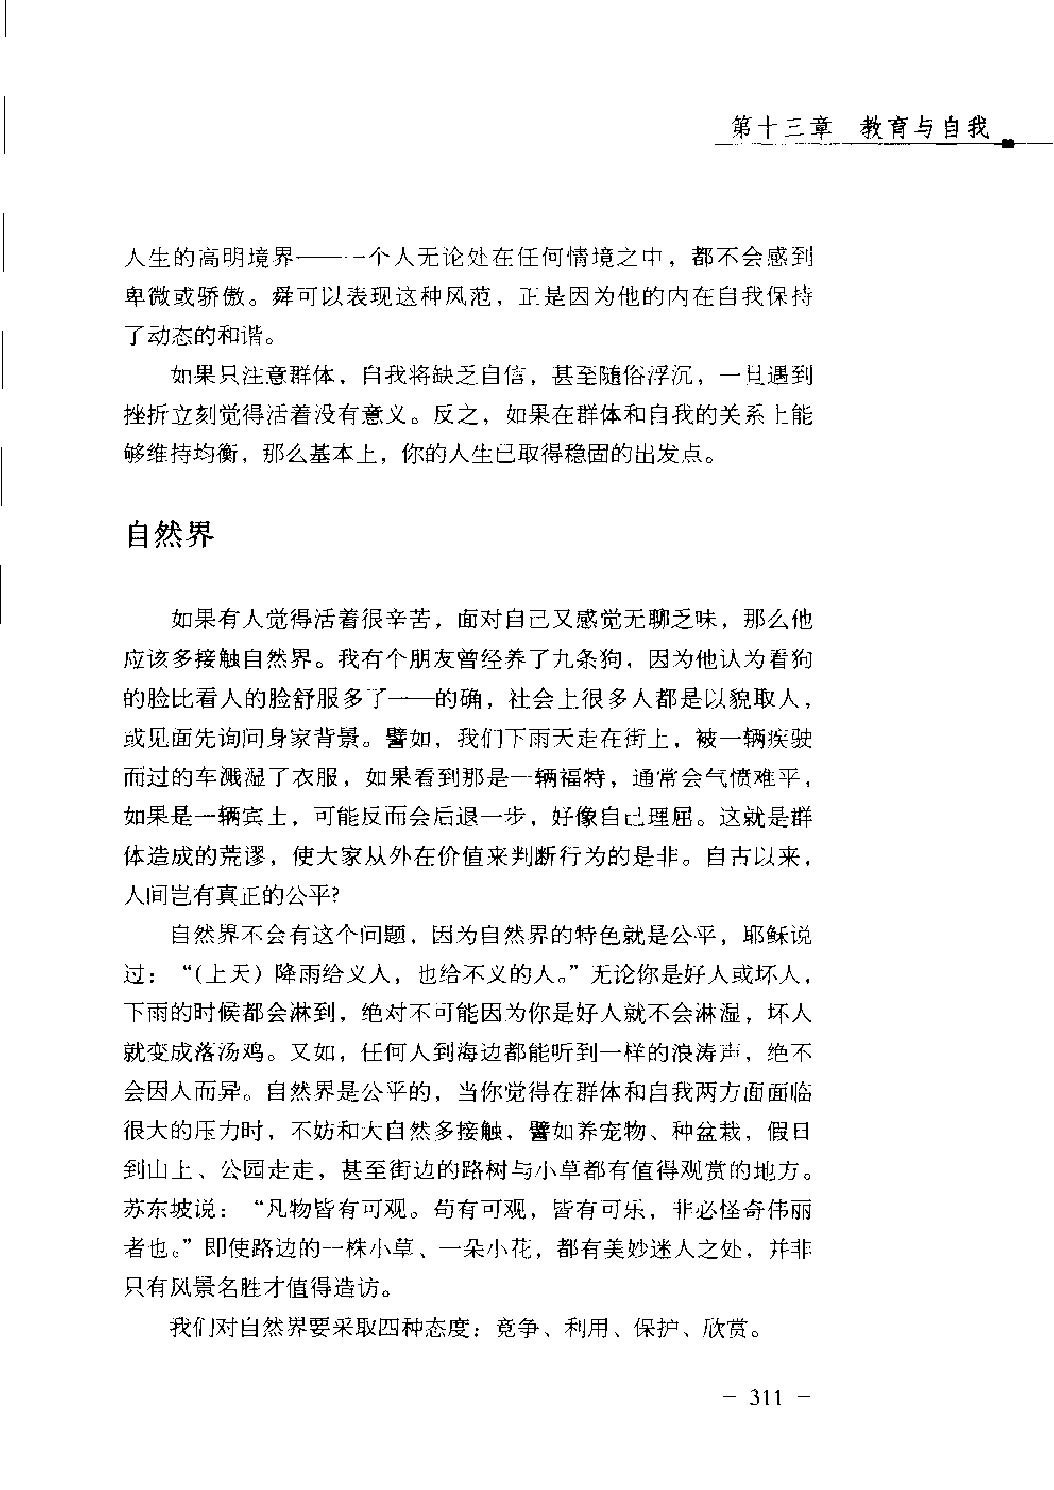 第十三章 教育与自我
人生的高明境界——一个人无论处在任何情境之中，都不会感到
卑微或骄傲。舜可以表现这种风范，正是因为他的内在自我保持
了动态的和谐。
如果只注意群体，自我将缺乏自信，甚至随俗浮沉，一旦遇到
挫折立刻觉得活着没有意义。反之，如果在群体和自我的关系上能
够维持均衡，那么基本上，你的人生已取得稳固的出发点。
自然界
如果有人觉得活着很辛苦，面对自己又感觉无聊乏味，那么他
应该多接触自然界。我有个朋友曾经养了九条狗，因为他认为看狗
的脸比看人的脸舒服多了——的确，社会上很多人都是以貌取人，
或见面先询问身家背景。譬如，我们下雨天走在街上，被一辆疾驶
而过的车溅湿了衣服，如果看到那是一辆福特，通常会气愤难平，
如果是一辆宾士，可能反而会后退一步，好像自己理屈。这就是群
体造成的荒谬，使大家从外在价值来判断行为的是非。自古以来，
人间岂有真正的公平?
自然界不会有这个问题，因为自然界的特色就是公平，耶稣说
过：“(上天) 降雨给义人，也给不义的人。”无论你是好人或坏人，
下雨的时候都会淋到，绝对不可能因为你是好人就不会淋湿，坏人
就变成落汤鸡。又如，任何人到海边都能听到一样的浪涛声，绝不
会因人而异。自然界是公平的，当你觉得在群体和自我两方面面临
很大的压力时，不妨和大自然多接触，譬如养宠物、种盆栽，假日
到山上、公园走走，甚至街边的路树与小草都有值得观赏的地方。
苏东坡说：“凡物皆有可观。苟有可观，皆有可乐，非必怪奇伟丽
者也。”即使路边的一株小草、一朵小花，都有美妙迷人之处，并非
只有风景名胜才值得造访。
我们对自然界要采取四种态度：竞争、利用、保护、欣赏。
－ 311 －